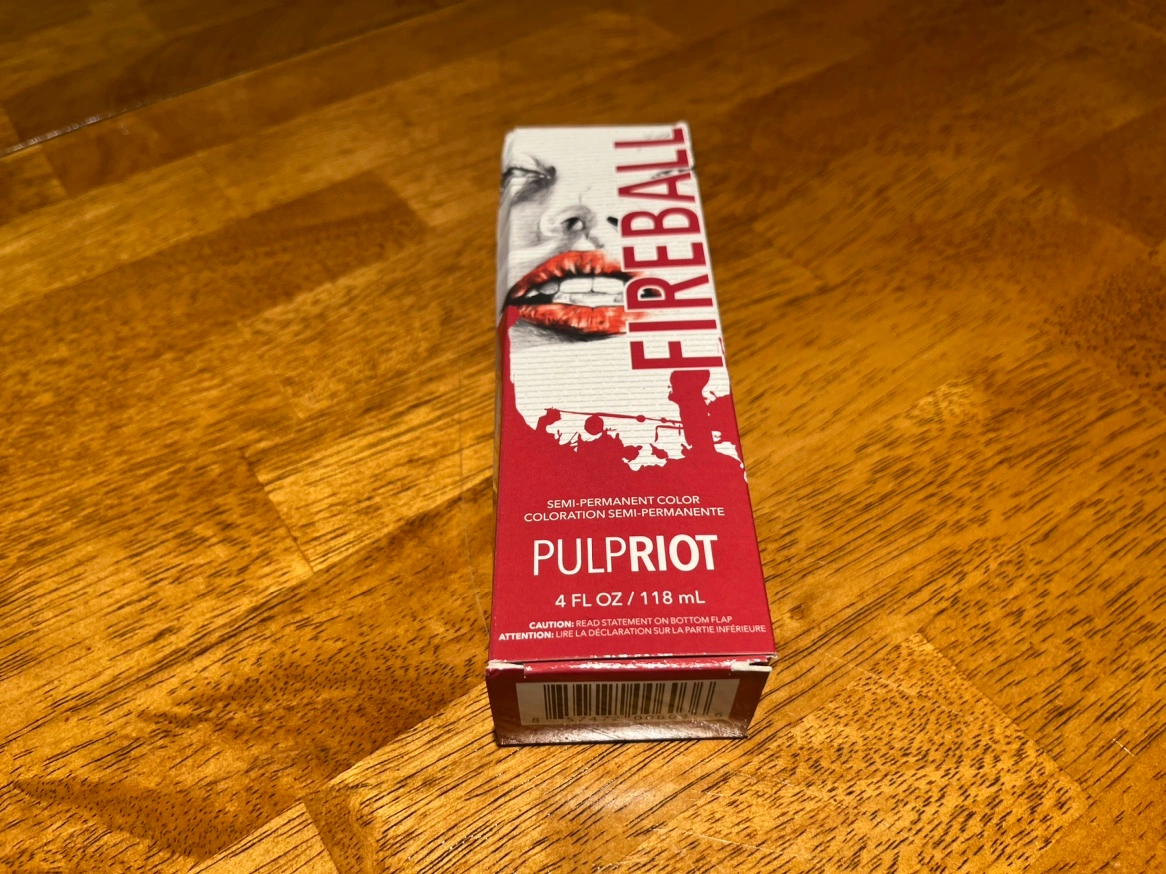 FIREBALL
SEMI-PERMANENT COLOR
COLORATION SEMI-PERMANENTE
PULPRIOT
4 FL OZ / 118 mL
CAUTION: READ STATEMENT ON BOTTOM FLAP
ATTENTION: LIRE LA DÉCLARATION SUR LA PARTIE INFÉRIEURE